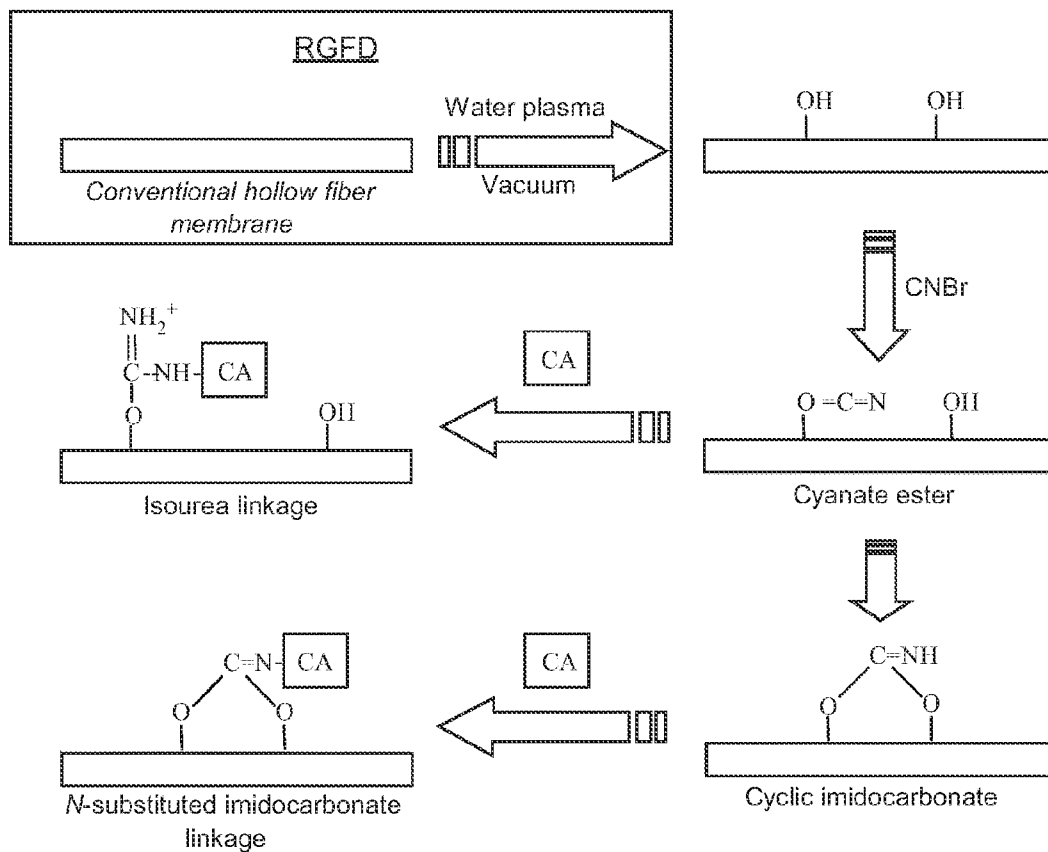 RGFD
Water plasma
Vacuum
Conventional hollow fiber
membrane
OH OH
CNBr
NH2+
C-NH-CA
O
OH
Isourea linkage
CA
O=C=N OH
Cyanate ester
C=N-CA
O O
N-substituted imidocarbonate
linkage
CA
C=NH
O O
Cyclic imidocarbonate